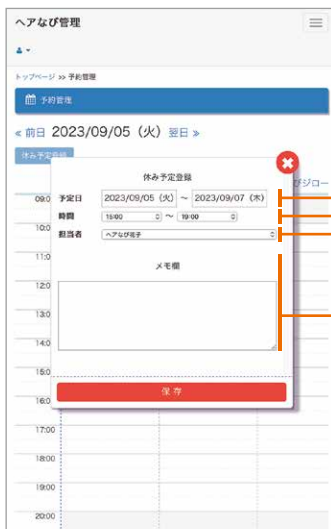 ヘアなび管理
トップページ >> 予約管理
予約管理
« 前日 2023/09/05（火） 翌日 »
休み予定登録
びジロー
休み予定登録
予定日 2023/09/05（火） ～ 2023/09/07（木）
時間 19:00
担当者 ヘアなび花子
メモ欄
保存
09:0
10:0
11:0
12:0
13:0
14:0
15:0
16:0
17:00
18:00
19:00
20:00